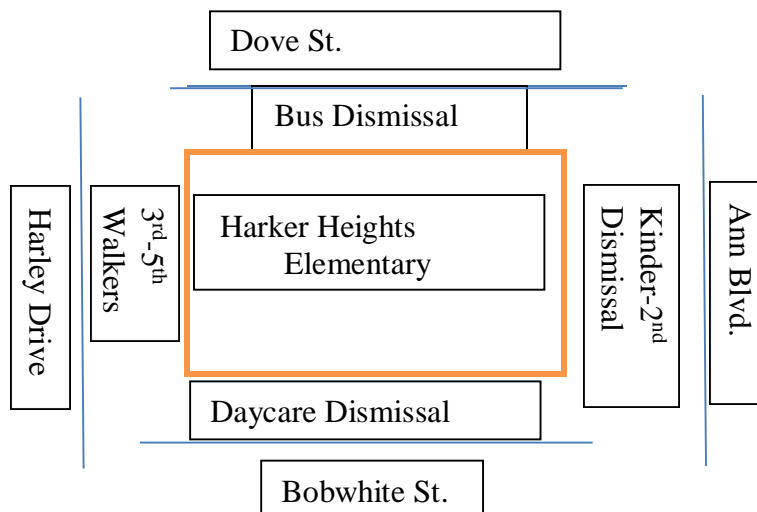 Dove St.
Bus Dismissal
Harley Drive
3rd-5th
Walkers
Harker Heights
Elementary
Kinder-2nd
Dismissal
Ann Blvd.
Daycare Dismissal
Bobwhite St.